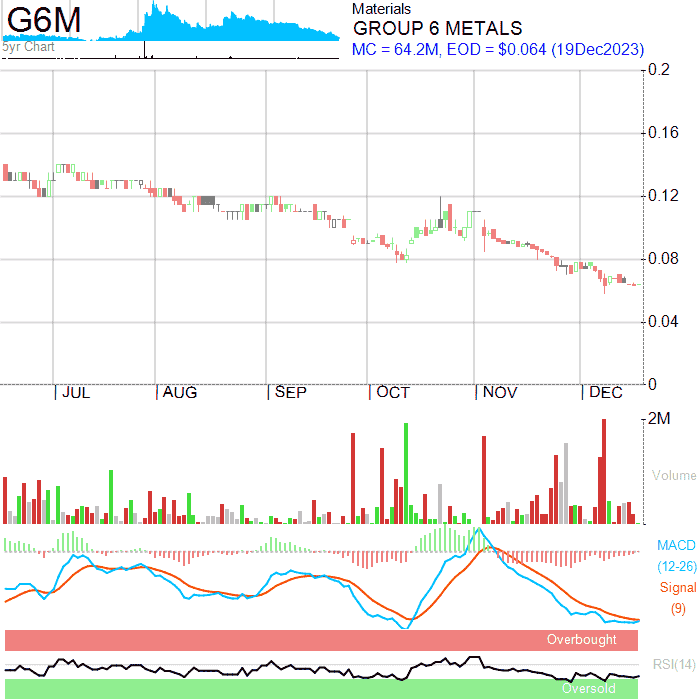 G6M
5yr Chart
Materials
GROUP 6 METALS
MC = 64.2M, EOD = $0.064 (19Dec2023)
0.2
0.16
0.12
0.08
0.04
0
JUL AUG SEP OCT NOV DEC
2M
Volume
MACD
(12-26)
Signal
(9)
Overbought
RSI(14)
Oversold